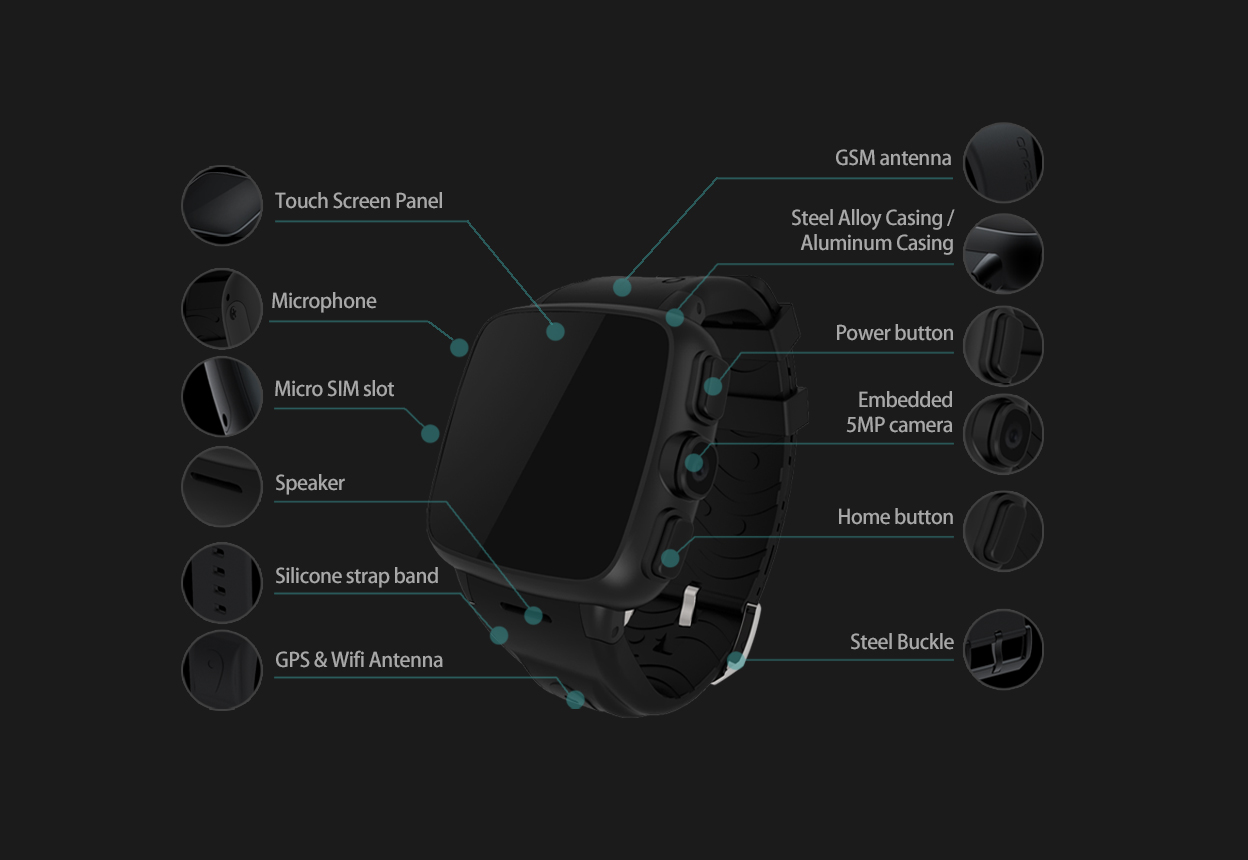 Touch Screen Panel
Microphone
Micro SIM slot
Speaker
Silicone strap band
GPS & Wifi Antenna
GSM antenna
Steel Alloy Casing /
Aluminum Casing
Power button
Embedded
5MP camera
Home button
Steel Buckle